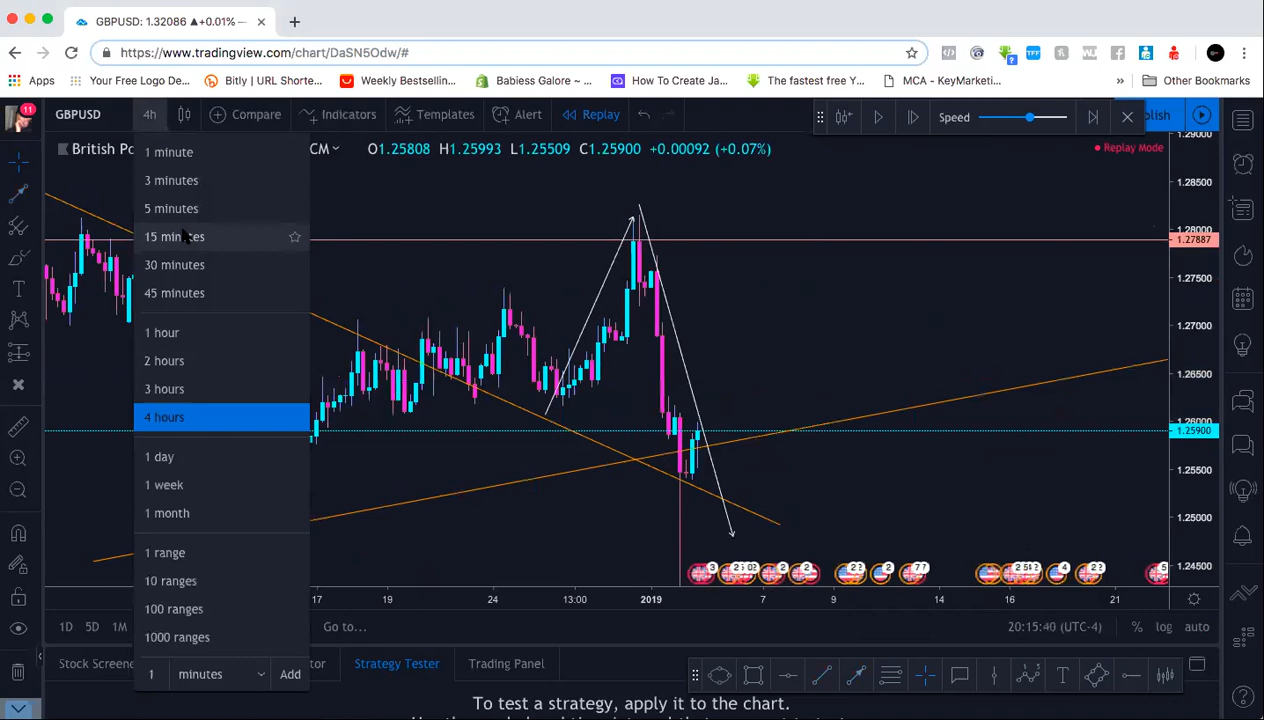 GBPUSD: 1.32086 ▲+0.01% —
https://www.tradingview.com/chart/DaSN5Odw/#
Apps Your Free Logo De... Bitly | URL Shorte... Weekly Bestsellin... Babiess Galore ~ ... How To Create Ja... The fastest free Y... MCA - KeyMarketi... » Other Bookmarks
11
GBPUSD 4h Compare Indicators Templates Alert Replay Speed
British Po CM O1.25808 H1.25993 L1.25509 C1.25900 +0.00092 (+0.07%) Replay Mode
1 minute
3 minutes
5 minutes
15 minutes
30 minutes
45 minutes
1 hour
2 hours
3 hours
4 hours
1 day
1 week
1 month
1 range
10 ranges
100 ranges
1000 ranges
1 minutes Add
1.29000
1.28500
1.28000
1.27887
1.27500
1.27000
1.26500
1.26000
1.25900
1.25500
1.25000
1.24500
17 19 24 13:00 2019 7 9 14 16 21
1D 5D 1M Go to... 20:15:40 (UTC-4) % log auto
Stock Screene tor Strategy Tester Trading Panel
To test a strategy, apply it to the chart.